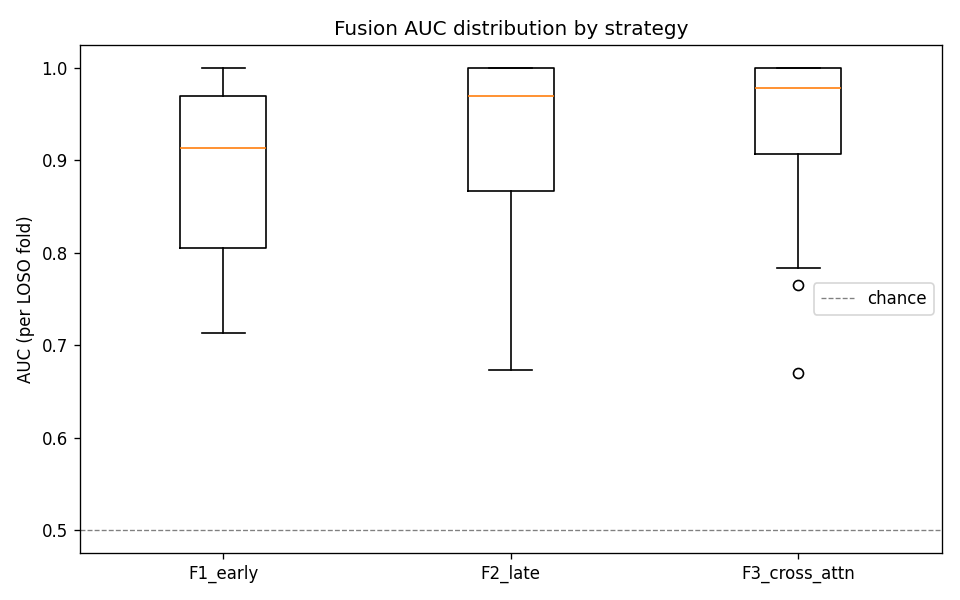 Fusion AUC distribution by strategy
AUC (per LOSO fold)
1.0
0.9
0.8
0.7
0.6
0.5
chance
F1_early
F2_late
F3_cross_attn